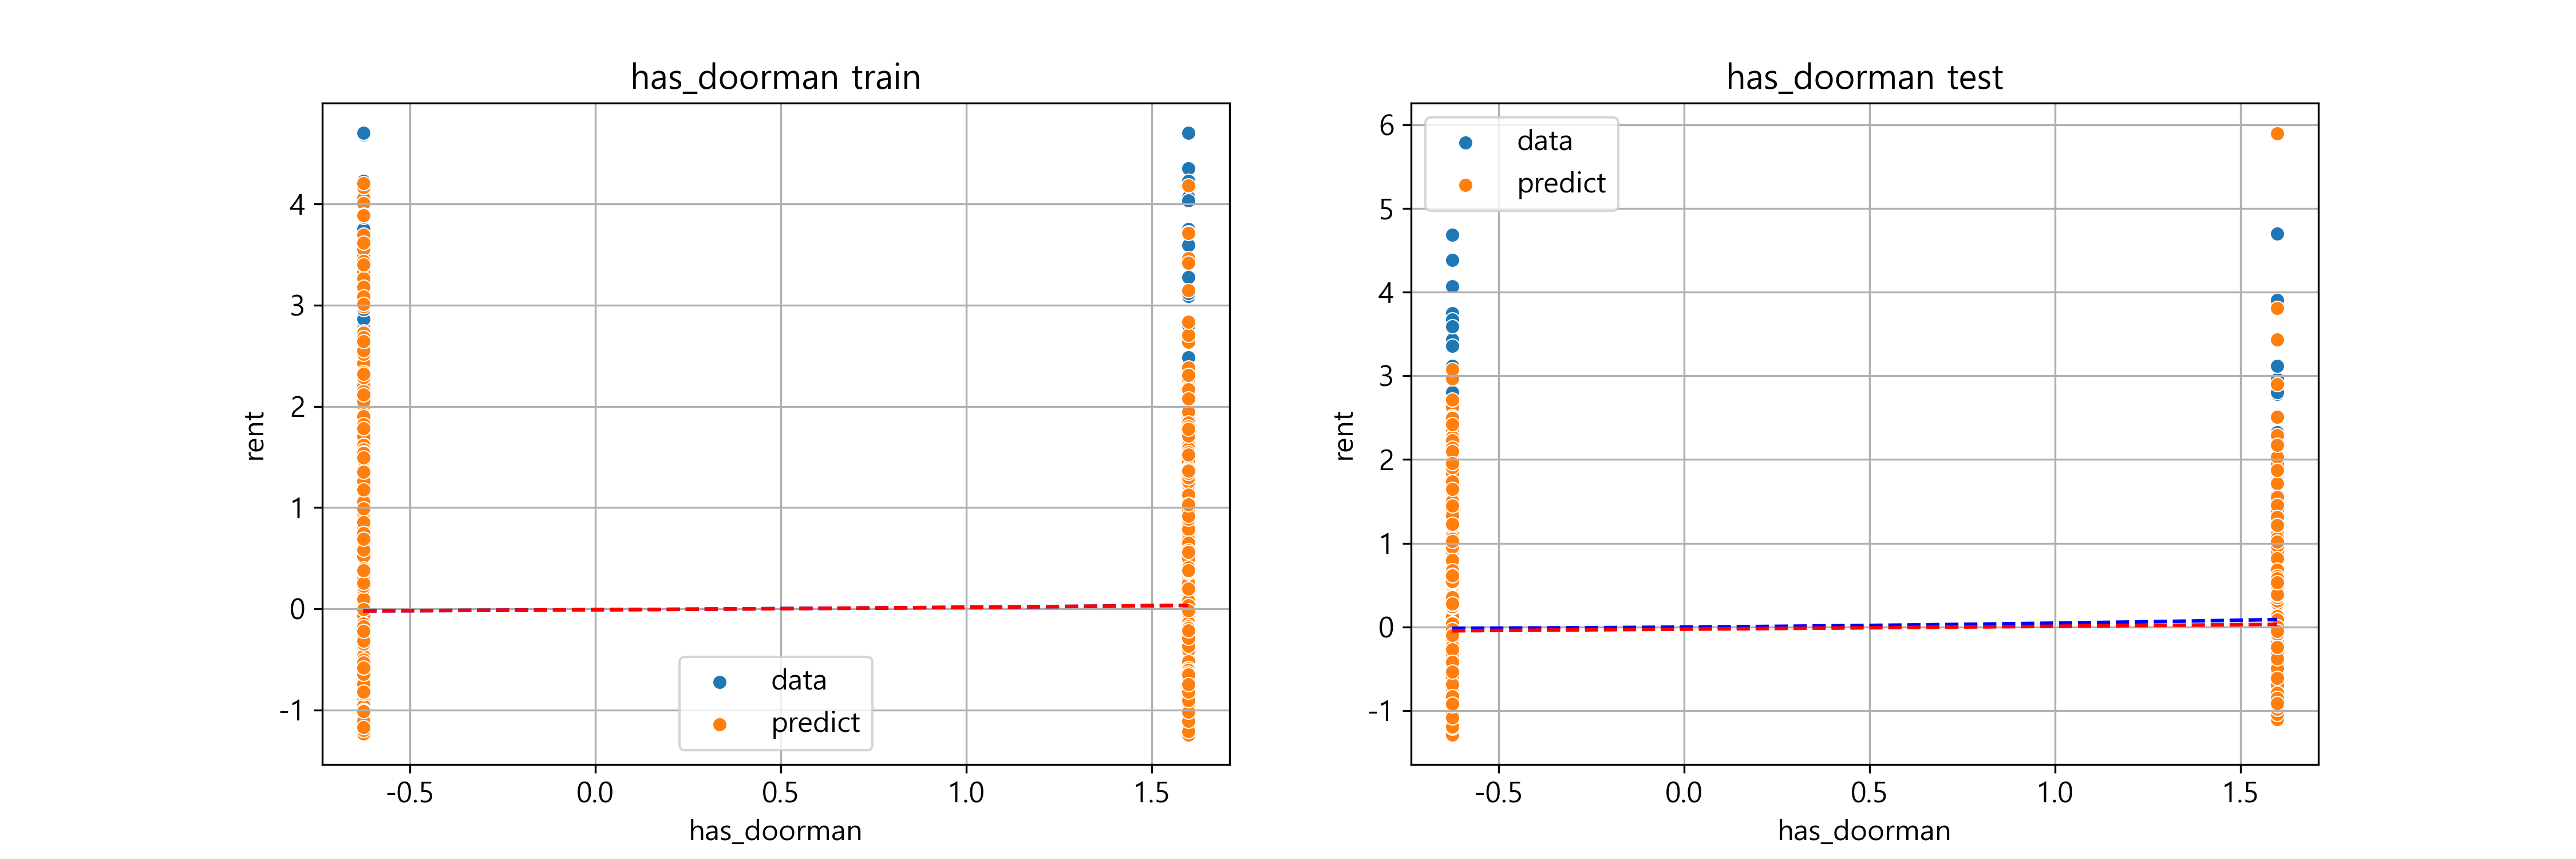 has_doorman train
4
3
2
1
0
-1
rent
data
predict
-0.5 0.0 0.5 1.0 1.5
has_doorman
has_doorman test
6
5
4
3
2
1
0
-1
rent
data
predict
-0.5 0.0 0.5 1.0 1.5
has_doorman